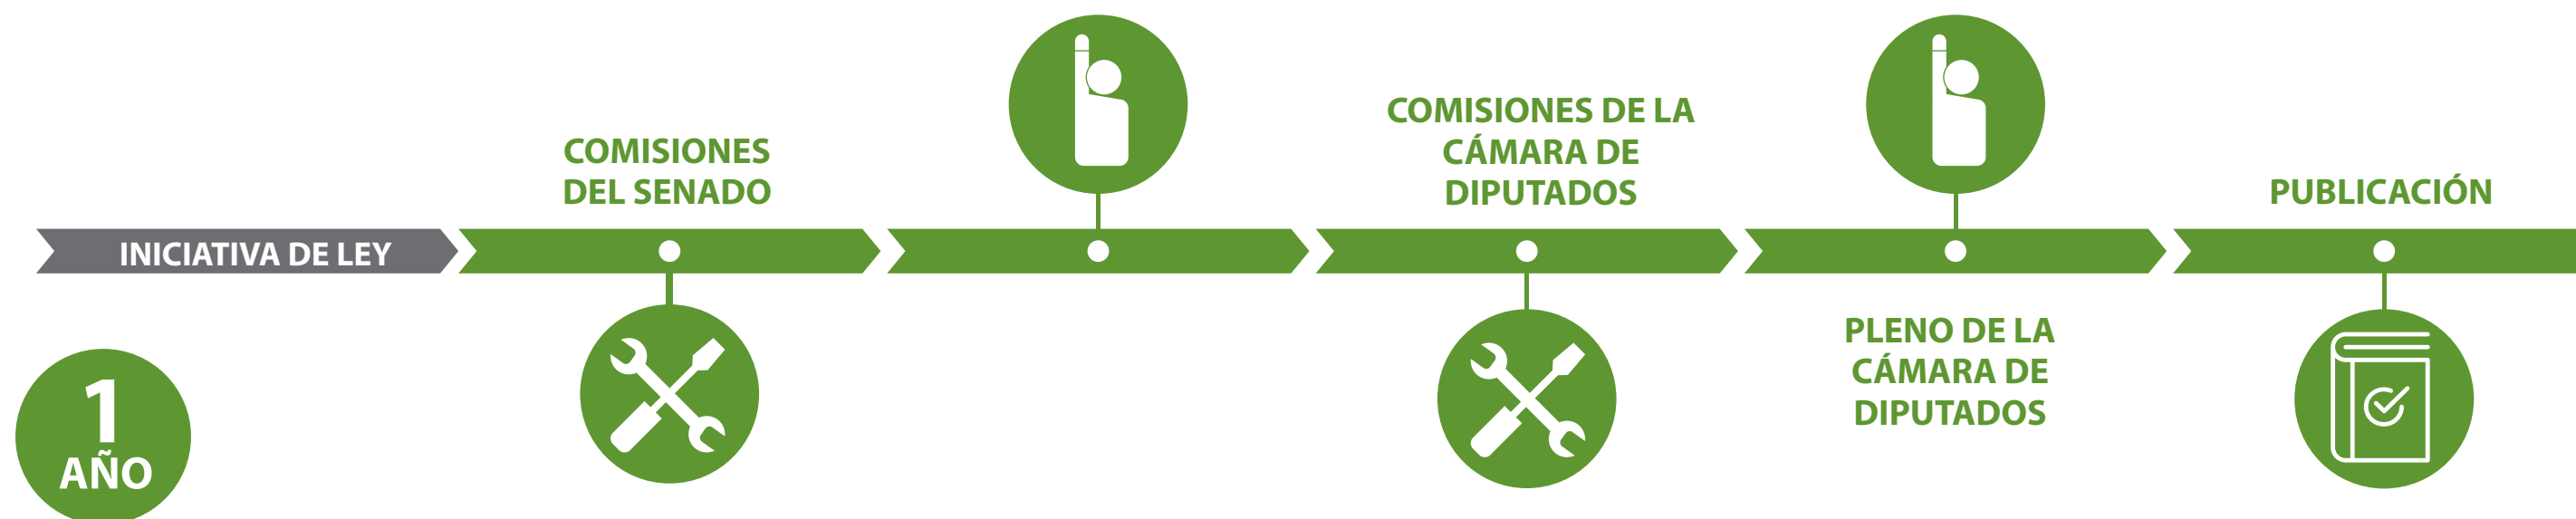 INICIATIVA DE LEY
COMISIONES
DEL SENADO
COMISIONES DE LA
CÁMARA DE
DIPUTADOS
PLENO DE LA
CÁMARA DE
DIPUTADOS
PUBLICACIÓN
1
AÑO